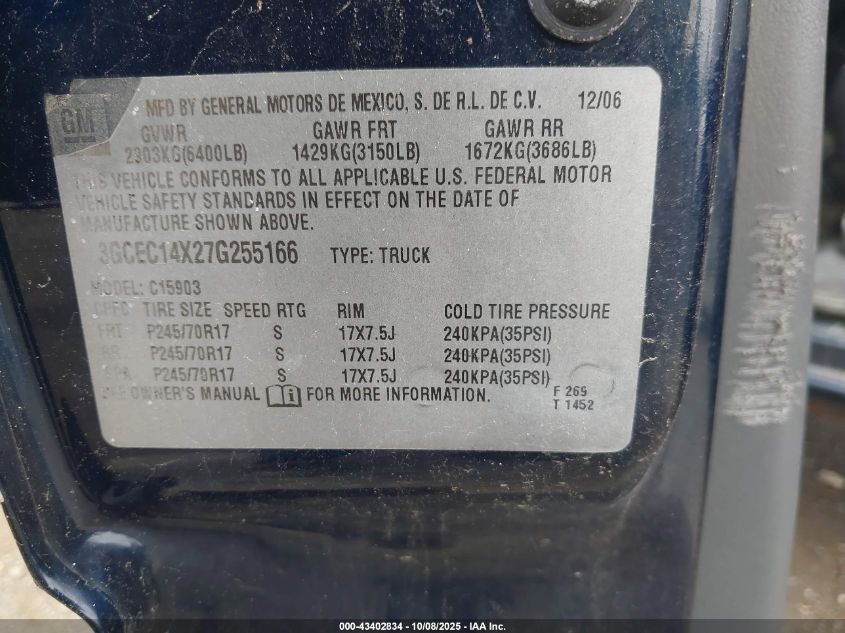 GM
MFD BY GENERAL MOTORS DE MEXICO, S. DE R.L. DE C.V. 12/06
GVWR GAWR FRT GAWR RR
2303KG(6400LB) 1429KG(3150LB) 1672KG(3686LB)
THIS VEHICLE CONFORMS TO ALL APPLICABLE U.S. FEDERAL MOTOR
VEHICLE SAFETY STANDARDS IN EFFECT ON THE DATE OF
MANUFACTURE SHOWN ABOVE.
3GCEC14X27G255166 TYPE: TRUCK
MODEL: C15903
TIRE SIZE SPEED RTG RIM COLD TIRE PRESSURE
FRT P245/70R17 S 17X7.5J 240KPA(35PSI)
P245/70R17 S 17X7.5J 240KPA(35PSI)
SPA P245/70R17 S 17X7.5J 240KPA(35PSI)
SEE OWNER'S MANUAL FOR MORE INFORMATION.
F 269
T 1452
000-43402834 - 10/08/2025 - IAA Inc.